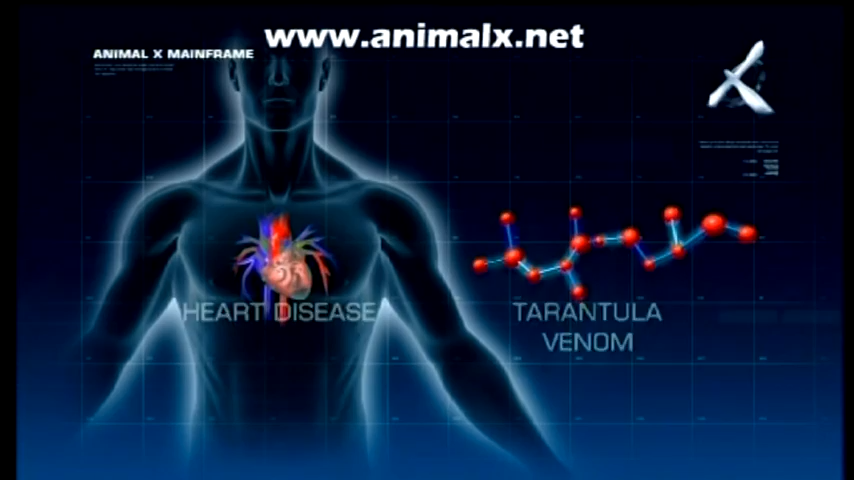 www.animalx.net
ANIMAL X MAINFRAME
HEART DISEASE
TARANTULA
VENOM